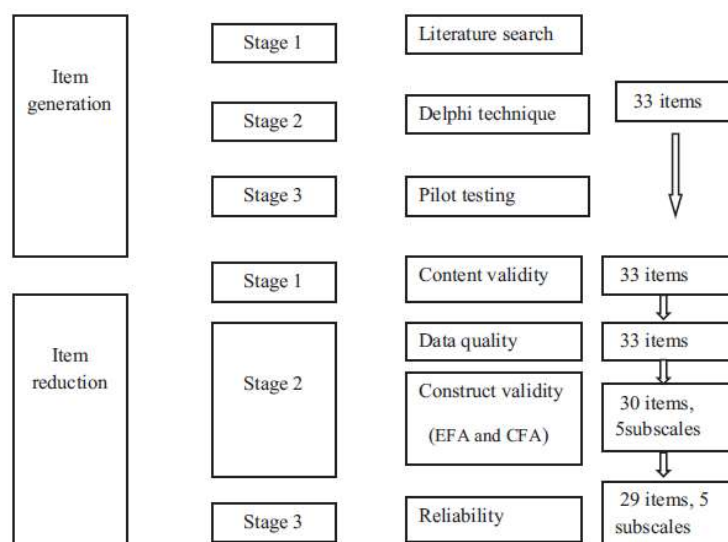 Item
generation
Stage 1
Literature search
Stage 2
Delphi technique
33 items
Stage 3
Pilot testing
Stage 1
Content validity
33 items
Item
reduction
Stage 2
Data quality
33 items
Construct validity
(EFA and CFA)
30 items,
5subscales
Stage 3
Reliability
29 items, 5
subscales